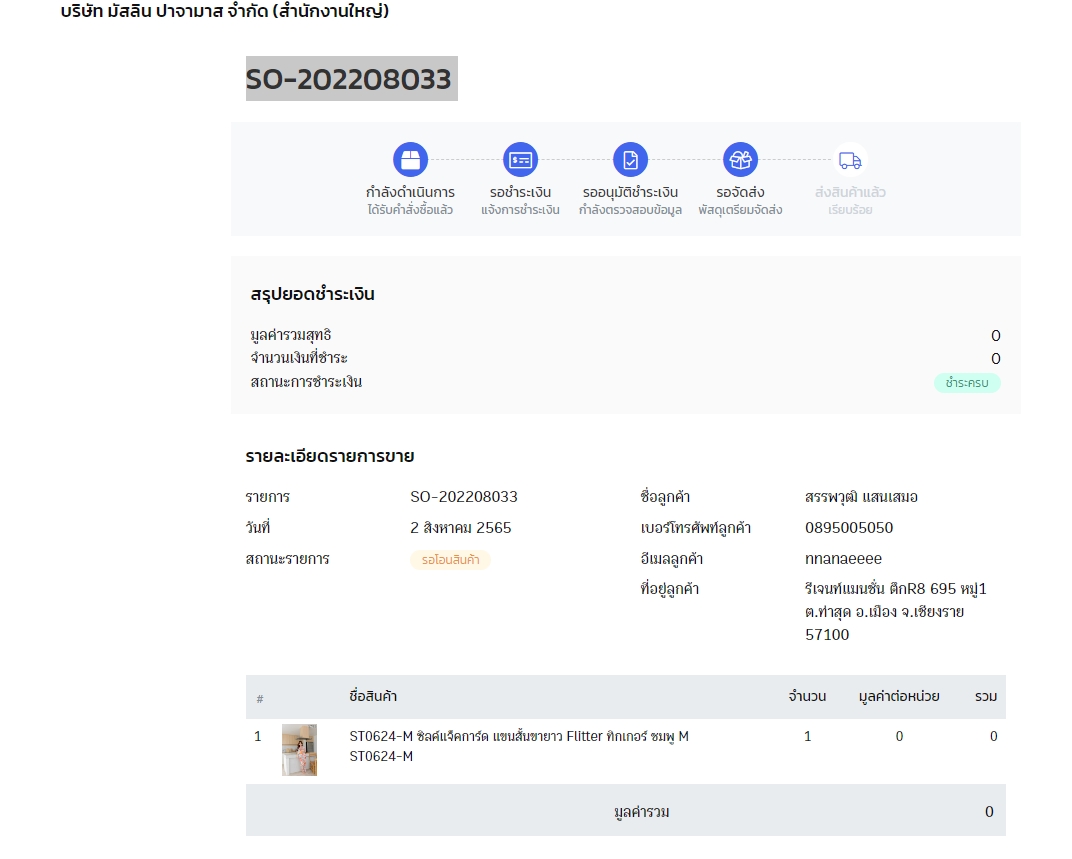 บริษัท มัสลิน ปาจามาส จำกัด (สำนักงานใหญ่)
SO-202208033
กำลังดำเนินการ รอชำระเงิน รออนุมัติชำระเงิน รอจัดส่ง ส่งสินค้าแล้ว
ได้รับคำสั่งซื้อแล้ว แจ้งการชำระเงิน กำลังตรวจสอบข้อมูล พัสดุเตรียมจัดส่ง เรียบร้อย
สรุปยอดชำระเงิน
มูลค่ารวมสุทธิ 0
จำนวนเงินที่ชำระ 0
สถานะการชำระเงิน ชำระครบ
รายละเอียดรายการขาย
รายการ SO-202208033 ชื่อลูกค้า สรรพวุฒิ แสนเสมอ
วันที่ 2 สิงหาคม 2565 เบอร์โทรศัพท์ลูกค้า 0895005050
สถานะรายการ รอโอนสินค้า อีเมลลูกค้า nnanaeeee
ที่อยู่ลูกค้า รีเจนท์แมนชั่น ตึกR8 695 หมู่1
ต.ท่าสุด อ.เมือง จ.เชียงราย
57100
# ชื่อสินค้า จำนวน มูลค่าต่อหน่วย รวม
1 ST0624-M ซิลค์แจ็คการ์ด แขนสั้นขายาว Flitter ทิกเกอร์ ชมพู M 1 0 0
ST0624-M
มูลค่ารวม 0